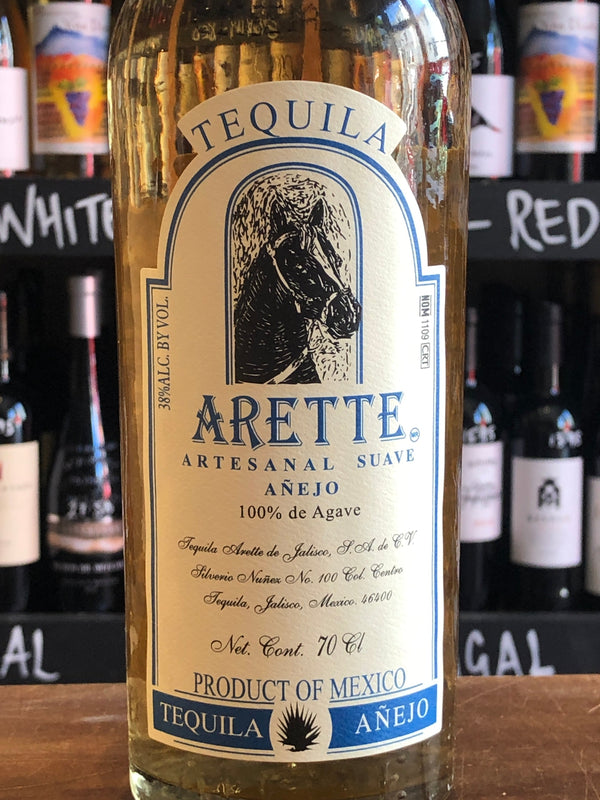 TEQUILA
38%ALC. BY VOL.
NOM 1109 CRT
ARETTE
MR
ARTESANAL SUAVE
AÑEJO
100% de Agave
Tequila Arette de Jalisco, S.A. de C.V.
Silverio Nuñez No. 100 Col. Centro
Tequila, Jalisco, Mexico. 46400
Net. Cont. 70 Cl
PRODUCT OF MEXICO
TEQUILA AÑEJO
WHITE
- RED
AL
GAL